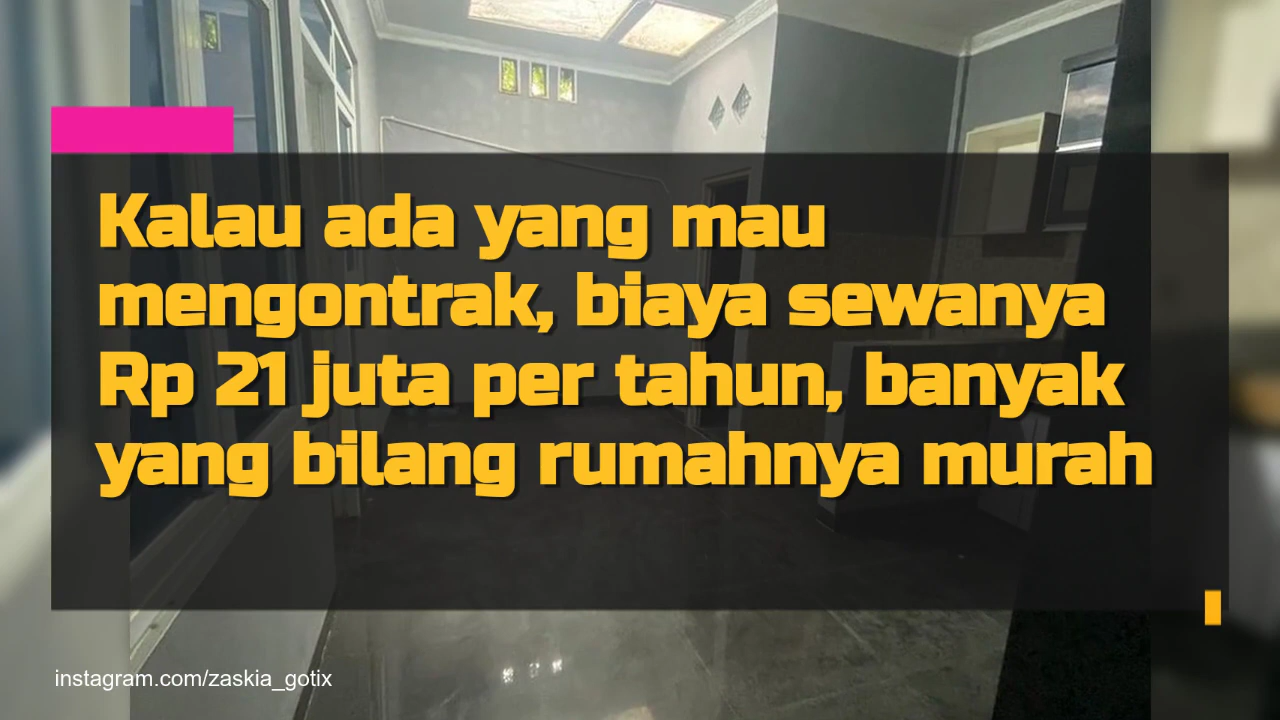 Kalau ada yang mau
mengontrak, biaya sewanya
Rp 21 juta per tahun, banyak
yang bilang rumahnya murah
instagram.com/zaskia_gotix